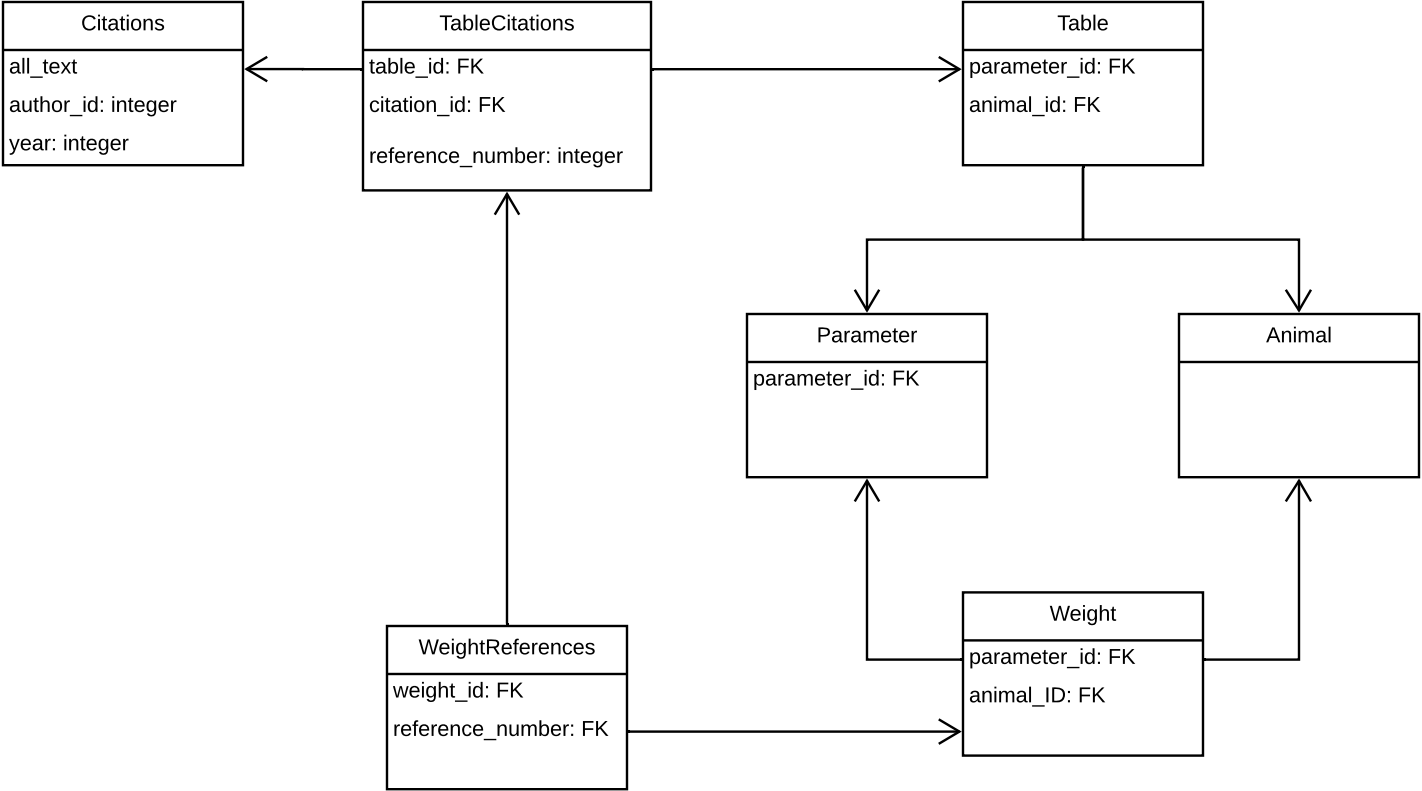 Citations
all_text
author_id: integer
year: integer
TableCitations
table_id: FK
citation_id: FK
reference_number: integer
Table
parameter_id: FK
animal_id: FK
Parameter
parameter_id: FK
Animal
WeightReferences
weight_id: FK
reference_number: FK
Weight
parameter_id: FK
animal_ID: FK